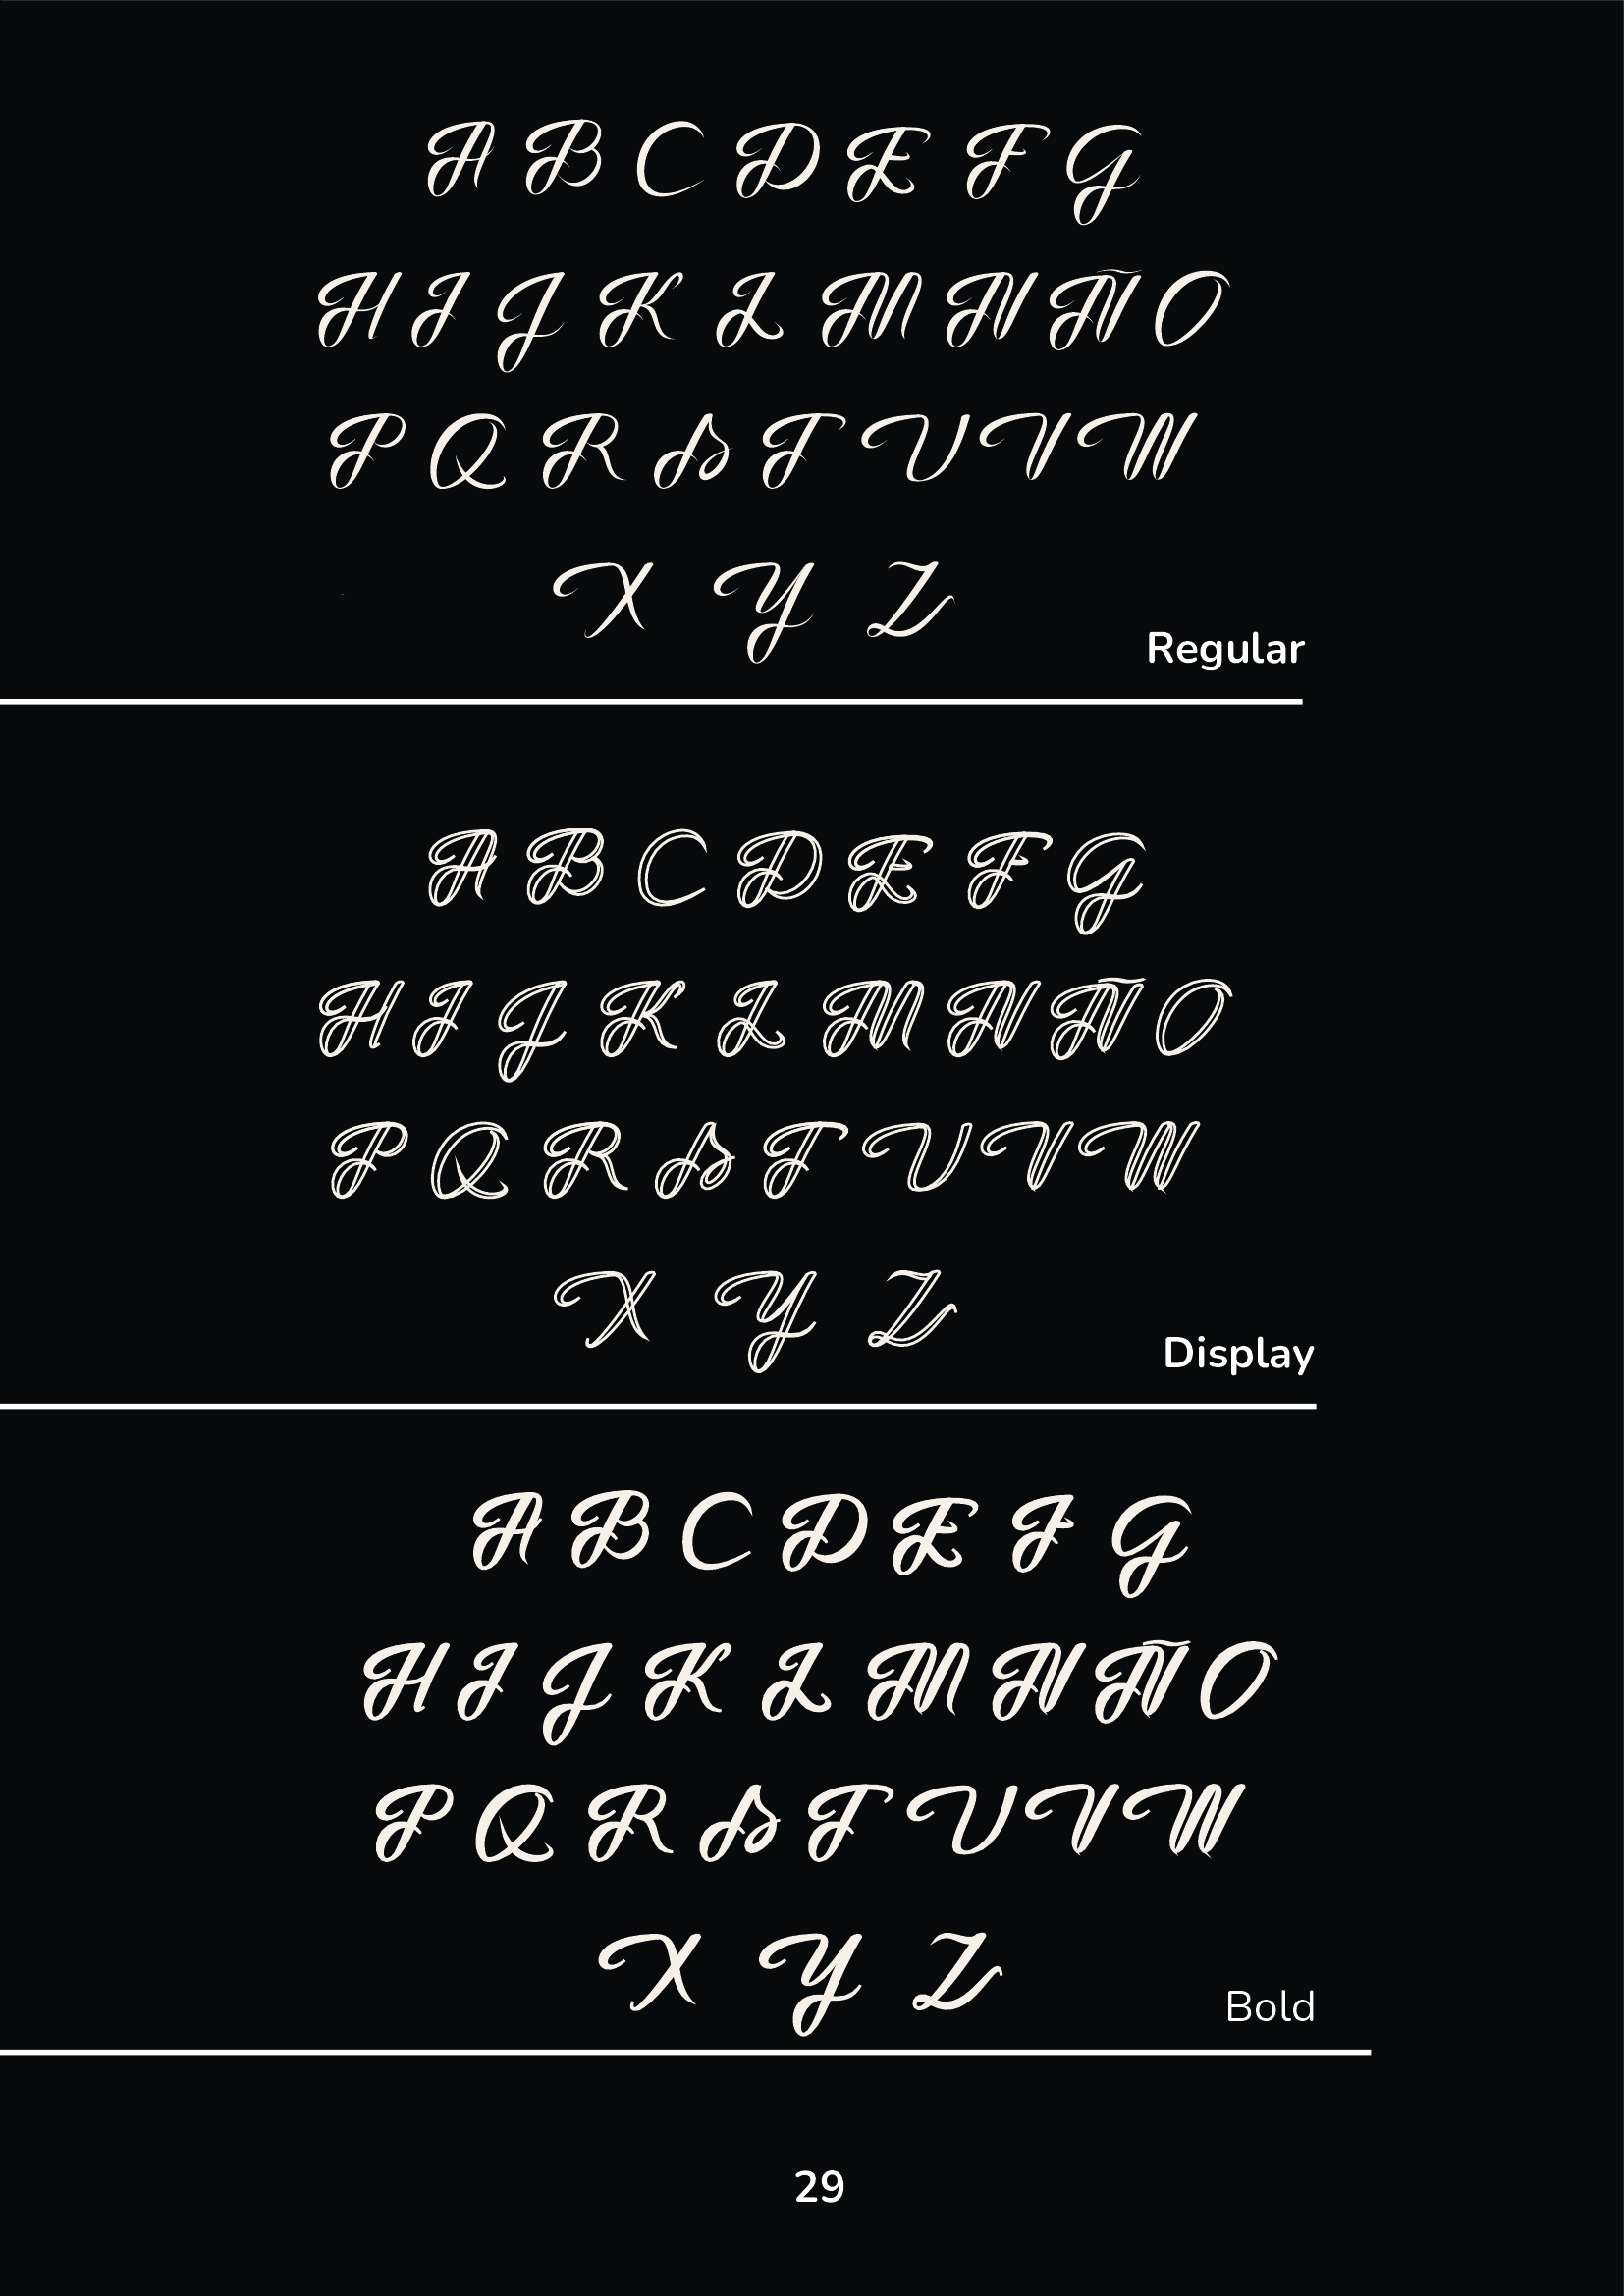 A B C D E F G
H I J K L M N Ñ O
P Q R S T U V W
X Y Z
Regular
A B C D E F G
H I J K L M N Ñ O
P Q R S T U V W
X Y Z
Display
A B C D E F G
H I J K L M N Ñ O
P Q R S T U V W
X Y Z
Bold
29